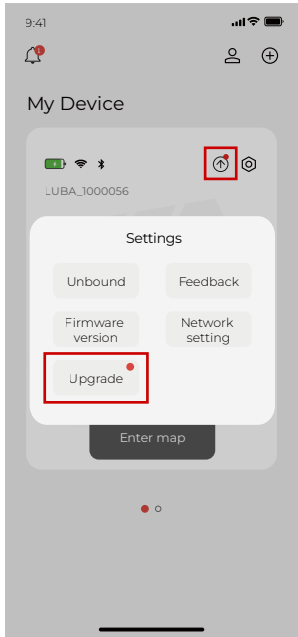 9:41
My Device
LUBA_1000056
Settings
Unbound
Feedback
Firmware
version
Network
setting
Upgrade
Enter map